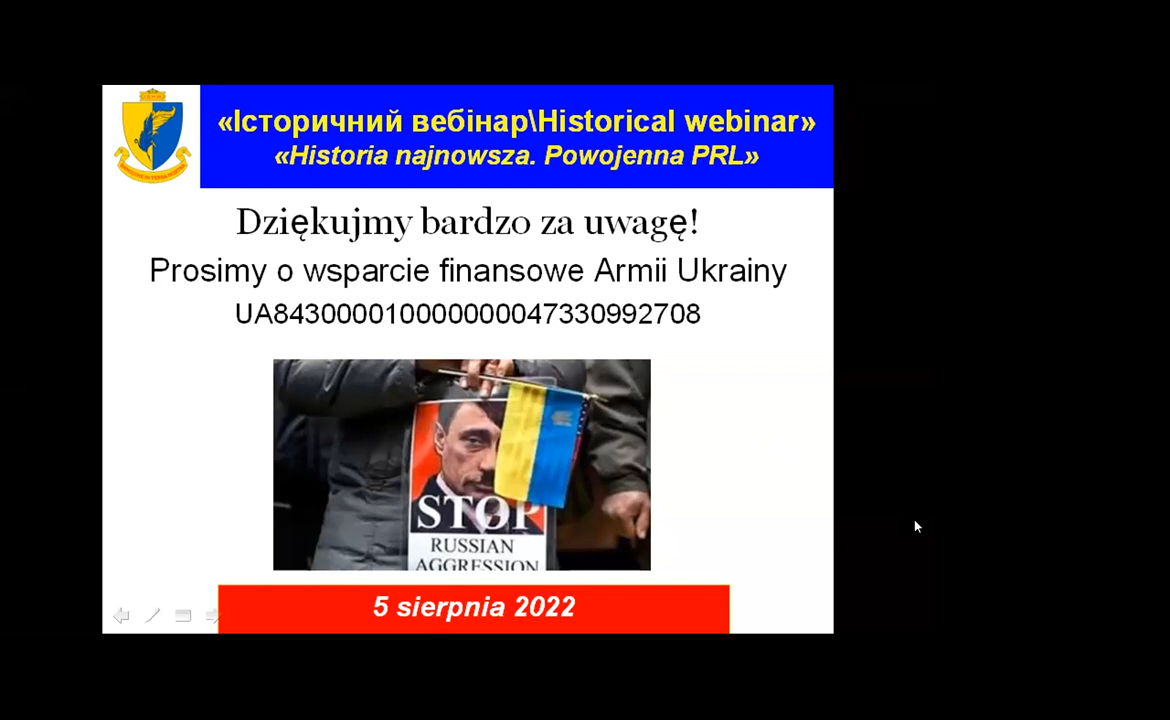 «Історичний вебінар\Historical webinar»
«Historia najnowsza. Powojenna PRL»
Dziękujmy bardzo za uwagę!
Prosimy o wsparcie finansowe Armii Ukrainy
UA843000010000000047330992708
STOP
RUSSIAN
AGGRESSION
5 sierpnia 2022